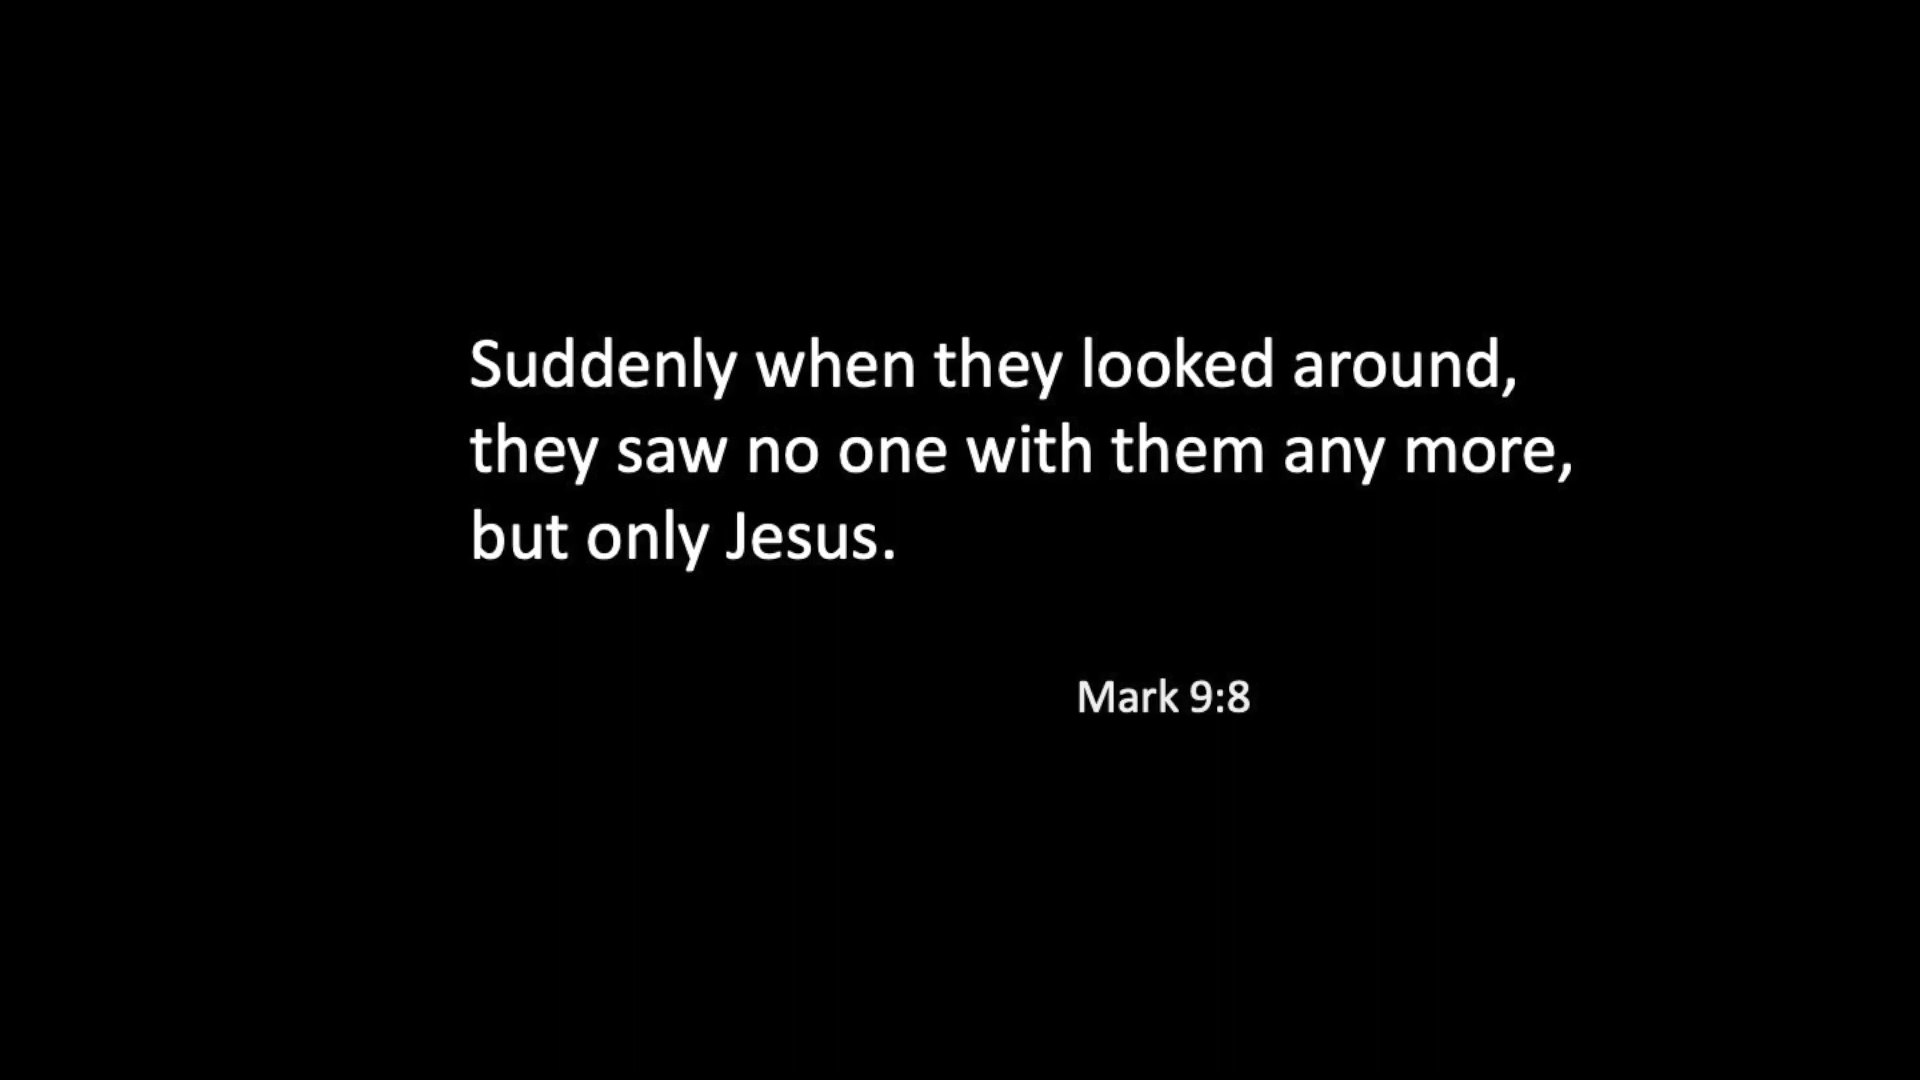 Suddenly when they looked around,
they saw no one with them any more,
but only Jesus.
Mark 9:8